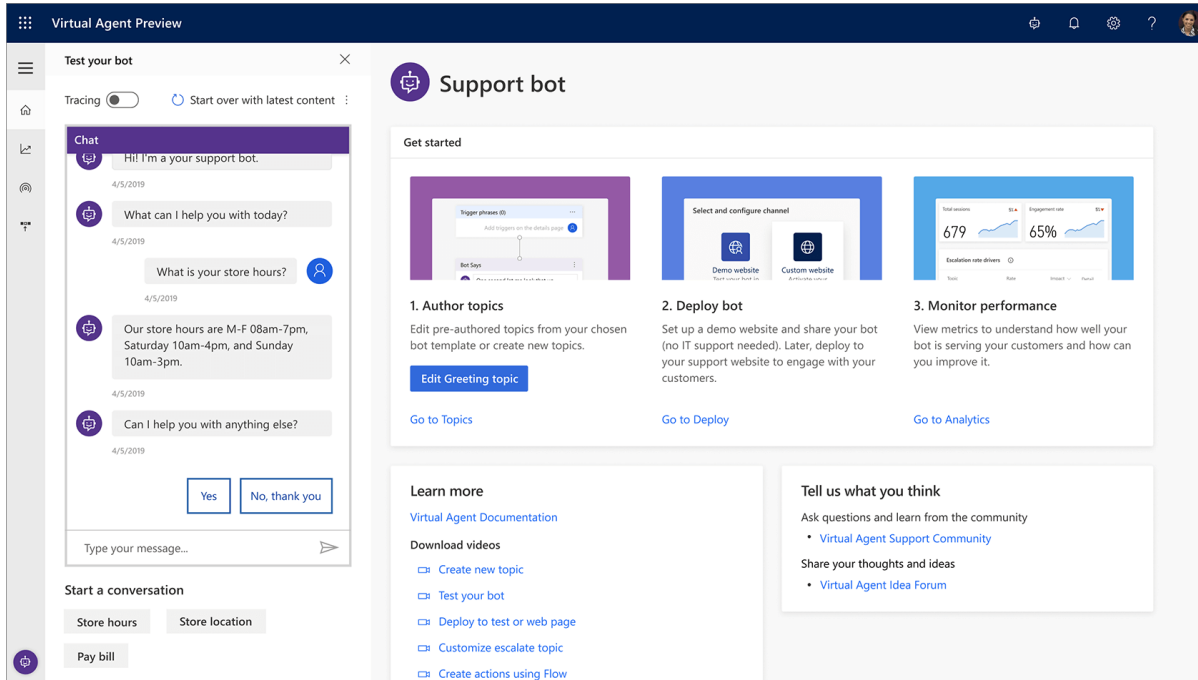 Virtual Agent Preview
Test your bot
Tracing
Start over with latest content
Chat
Hi! I'm a your support bot.
4/5/2019
What can I help you with today?
4/5/2019
What is your store hours?
4/5/2019
Our store hours are M-F 08am-7pm,
Saturday 10am-4pm, and Sunday
10am-3pm.
4/5/2019
Can I help you with anything else?
4/5/2019
Yes
No, thank you
Type your message...
Start a conversation
Store hours
Store location
Pay bill
Support bot
Get started
Trigger phrases (0)
Add triggers on the details page
Bot Says
1. Author topics
Edit pre-authored topics from your chosen
bot template or create new topics.
Edit Greeting topic
Go to Topics
Select and configure channel
Demo website
Custom website
2. Deploy bot
Set up a demo website and share your bot
(no IT support needed). Later, deploy to
your support website to engage with your
customers.
Go to Deploy
Total sessions
679
Engagement rate
65%
Escalation rate drivers
Topic
Rate
Impact
Detail
3. Monitor performance
View metrics to understand how well your
bot is serving your customers and how can
you improve it.
Go to Analytics
Learn more
Virtual Agent Documentation
Download videos
Create new topic
Test your bot
Deploy to test or web page
Customize escalate topic
Create actions using Flow
Tell us what you think
Ask questions and learn from the community
• Virtual Agent Support Community
Share your thoughts and ideas
• Virtual Agent Idea Forum